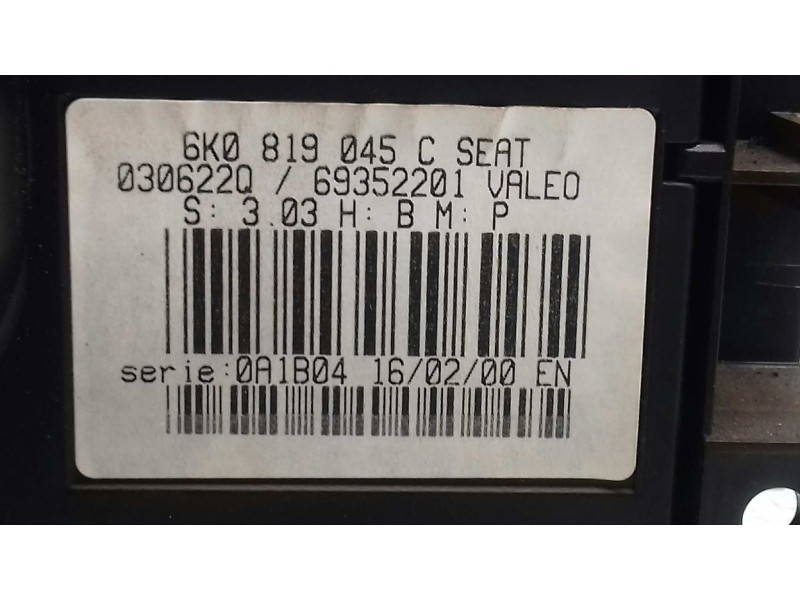 6K0 819 045 C SEAT
030622Q / 69352201 VALEO
S: 3.03 H: B M: P
serie:0A1B04 16/02/00 EN